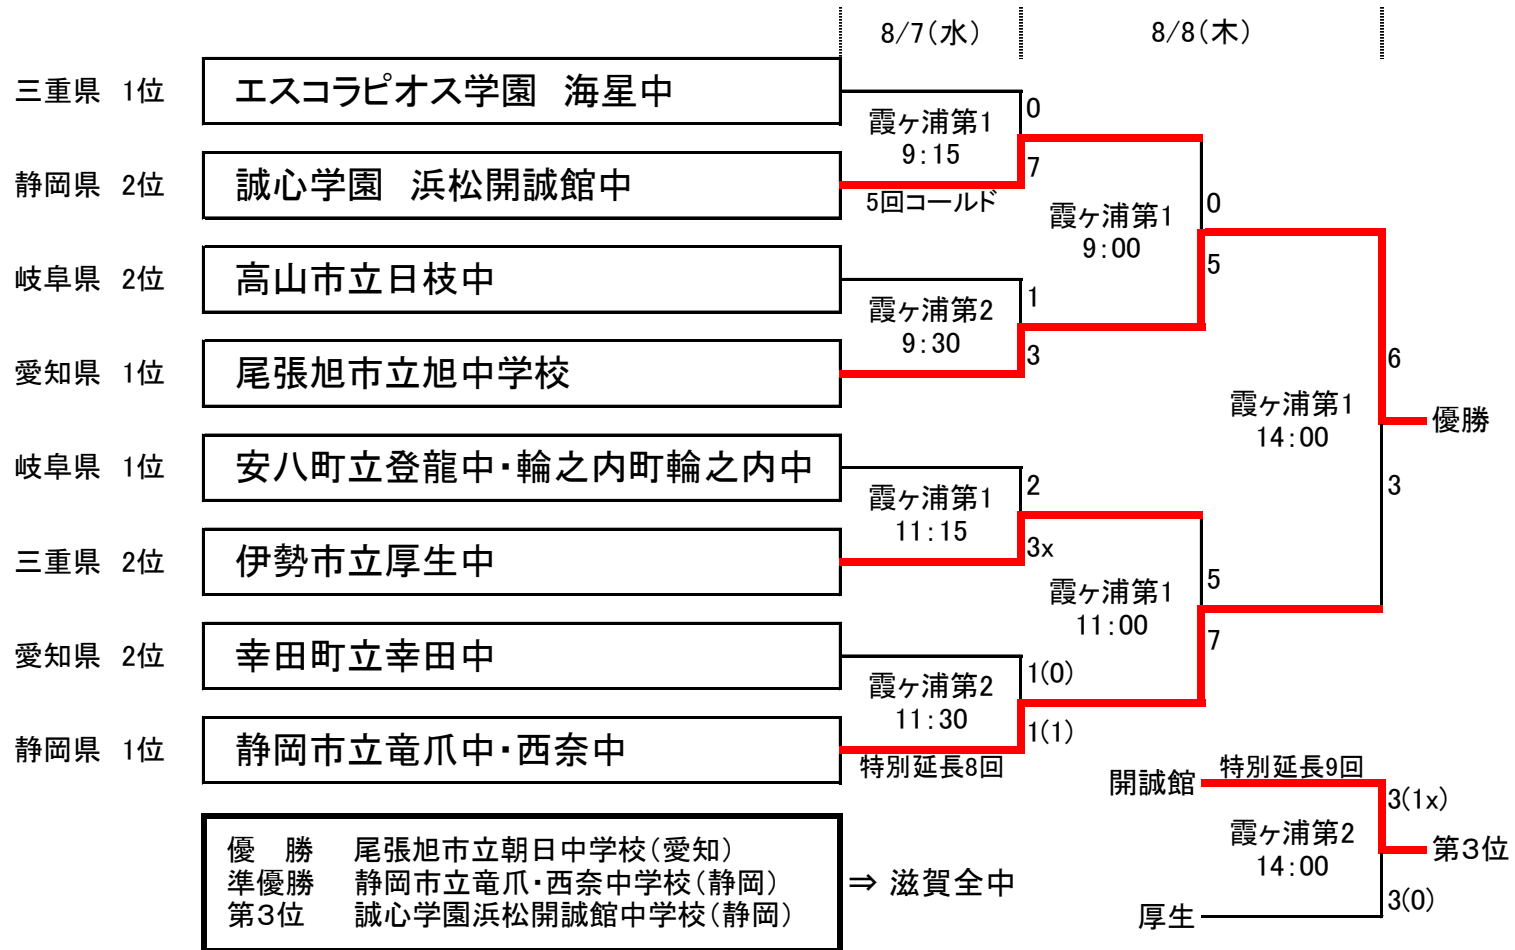 8/7(水) 8/8(木)
三重県 1位 エスコラピオス学園 海星中
霞ヶ浦第1
9:15
0
7
5回コールド
静岡県 2位 誠心学園 浜松開誠館中
霞ヶ浦第1
9:00
0
5
岐阜県 2位 高山市立日枝中
霞ヶ浦第2
9:30
1
3
愛知県 1位 尾張旭市立旭中学校
霞ヶ浦第1
14:00
6
3
優勝
岐阜県 1位 安八町立登龍中・輪之内町輪之内中
霞ヶ浦第1
11:15
2
3x
三重県 2位 伊勢市立厚生中
霞ヶ浦第1
11:00
5
7
愛知県 2位 幸田町立幸田中
霞ヶ浦第2
11:30
1(0)
1(1)
特別延長8回
静岡県 1位 静岡市立竜爪中・西奈中
開誠館
特別延長9回
3(1x)
霞ヶ浦第2
14:00
第3位
3(0)
厚生
優 勝 尾張旭市立朝日中学校(愛知)
準優勝 静岡市立竜爪・西奈中学校(静岡)
第3位 誠心学園浜松開誠館中学校(静岡)
⇒ 滋賀全中